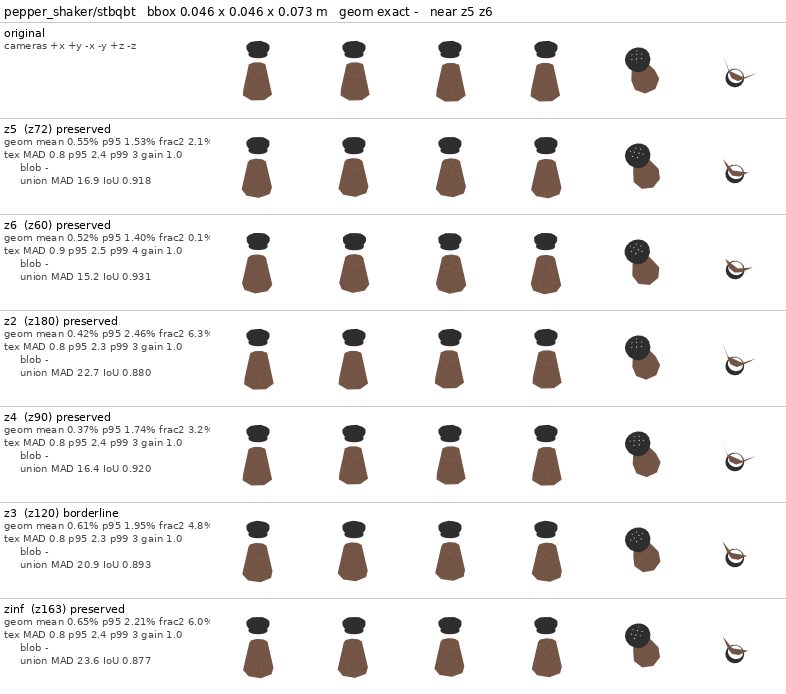 pepper_shaker/stbqbt   bbox 0.046 x 0.046 x 0.073 m   geom exact -   near z5 z6
original
cameras +x +y -x -y +z -z
z5  (z72) preserved
geom mean 0.55% p95 1.53% frac2 2.1%
tex MAD 0.8 p95 2.4 p99 3 gain 1.0
blob -
union MAD 16.9 IoU 0.918
z6  (z60) preserved
geom mean 0.52% p95 1.40% frac2 0.1%
tex MAD 0.9 p95 2.5 p99 4 gain 1.0
blob -
union MAD 15.2 IoU 0.931
z2  (z180) preserved
geom mean 0.42% p95 2.46% frac2 6.3%
tex MAD 0.8 p95 2.3 p99 3 gain 1.0
blob -
union MAD 22.7 IoU 0.880
z4  (z90) preserved
geom mean 0.37% p95 1.74% frac2 3.2%
tex MAD 0.8 p95 2.4 p99 3 gain 1.0
blob -
union MAD 16.4 IoU 0.920
z3  (z120) borderline
geom mean 0.61% p95 1.95% frac2 4.8%
tex MAD 0.8 p95 2.3 p99 3 gain 1.0
blob -
union MAD 20.9 IoU 0.893
zinf  (z163) preserved
geom mean 0.65% p95 2.21% frac2 6.0%
tex MAD 0.8 p95 2.4 p99 3 gain 1.0
blob -
union MAD 23.6 IoU 0.877